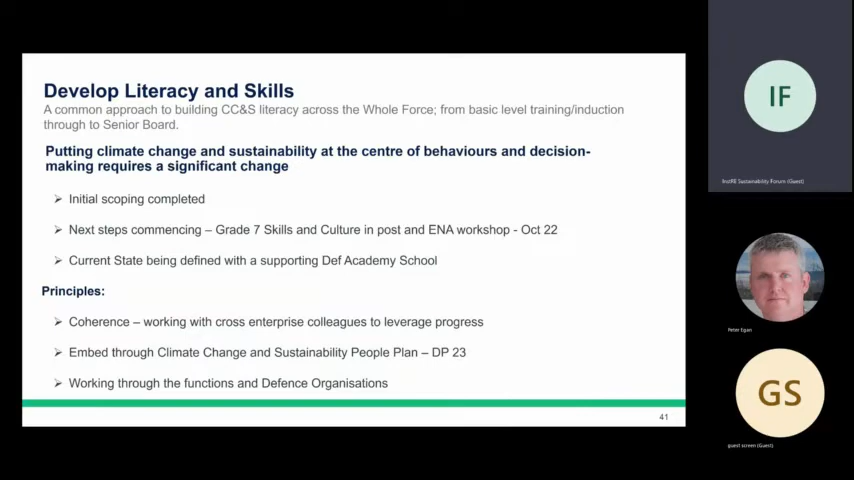 Develop Literacy and Skills
A common approach to building CC&S literacy across the Whole Force; from basic level training/induction
through to Senior Board.
Putting climate change and sustainability at the centre of behaviours and decision-
making requires a significant change
➢ Initial scoping completed
➢ Next steps commencing – Grade 7 Skills and Culture in post and ENA workshop - Oct 22
➢ Current State being defined with a supporting Def Academy School
Principles:
➢ Coherence – working with cross enterprise colleagues to leverage progress
➢ Embed through Climate Change and Sustainability People Plan – DP 23
➢ Working through the functions and Defence Organisations
41
IF
InstRE Sustainability Forum (Guest)
Peter Egan
GS
guest screen (Guest)